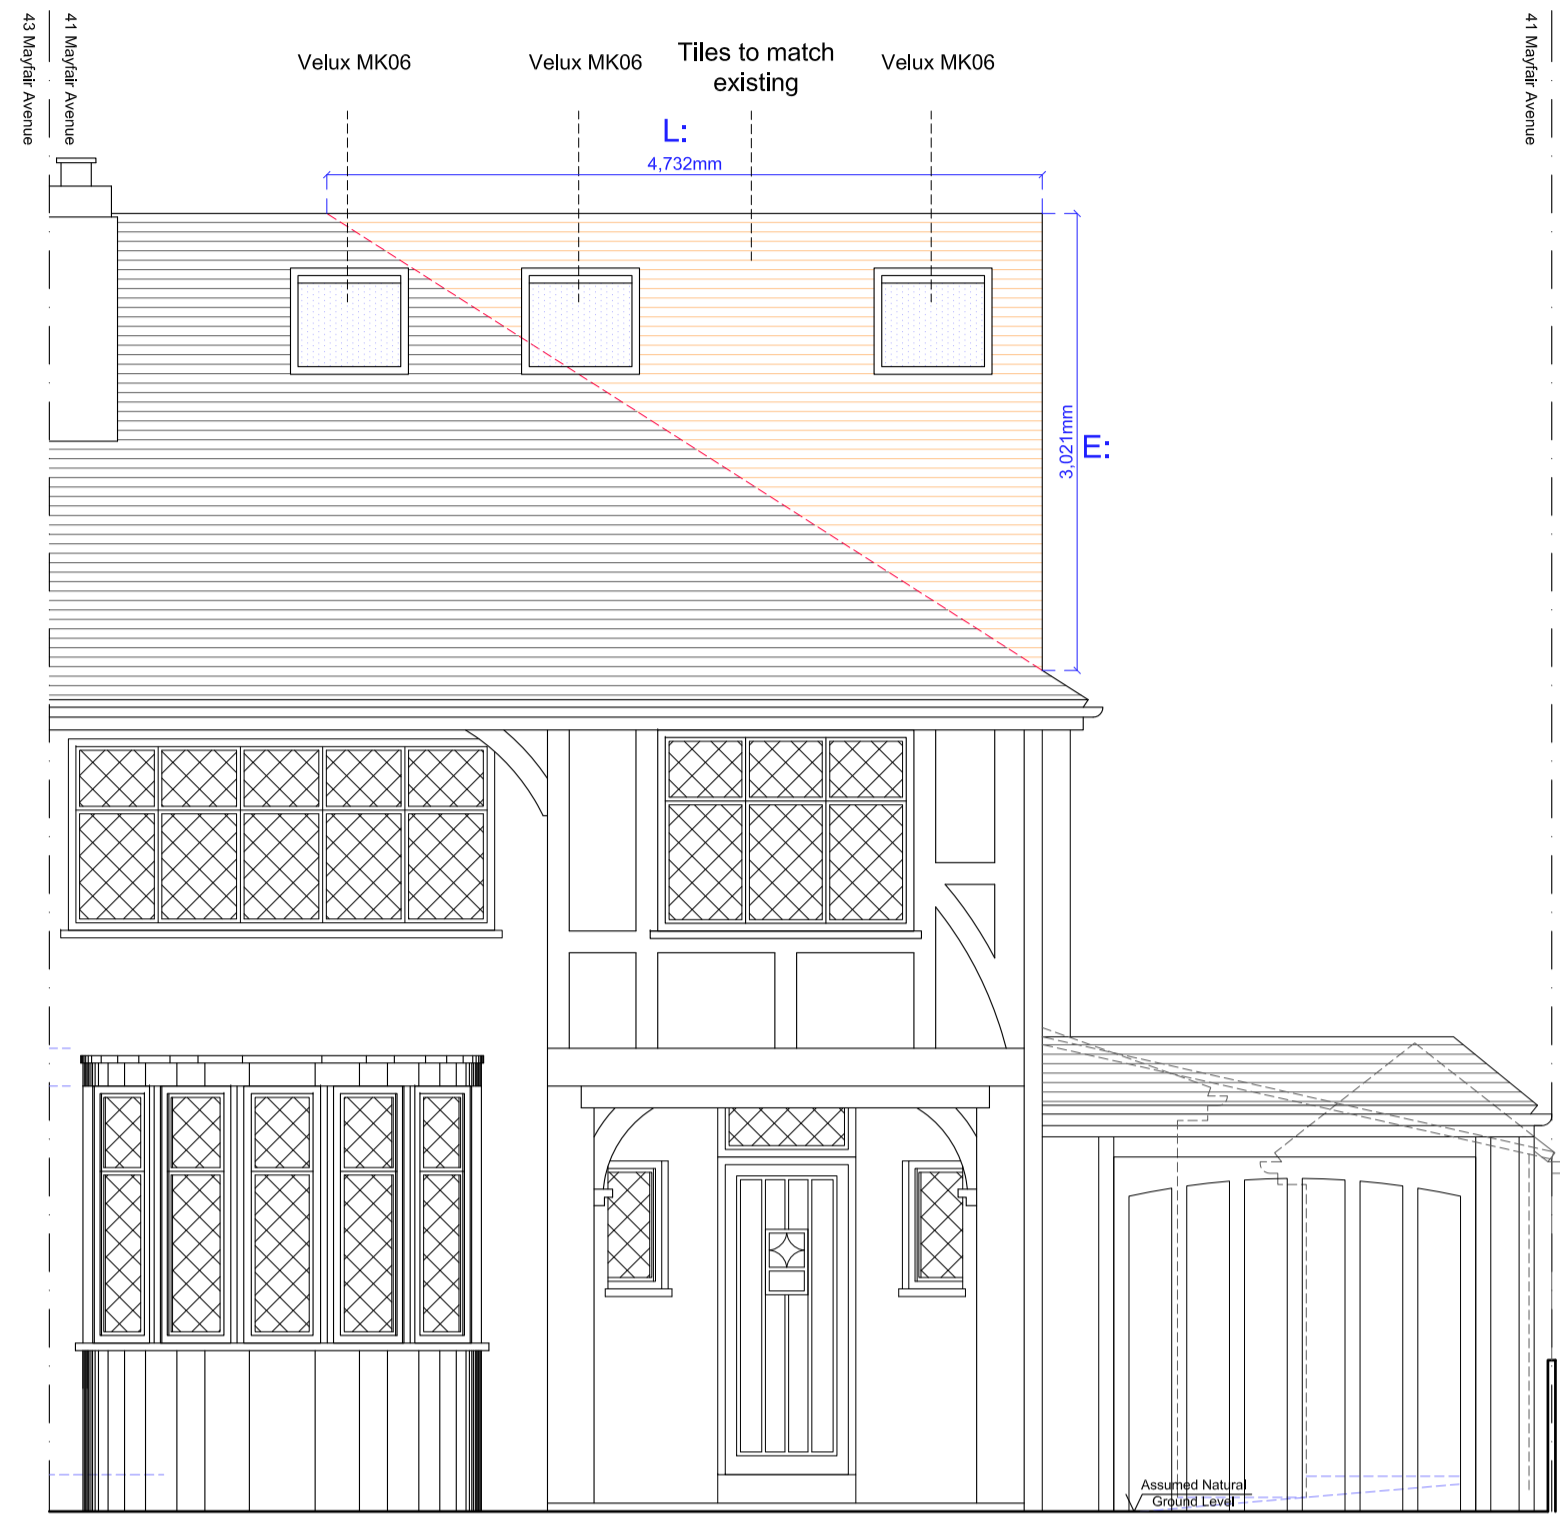 43 Mayfair Avenue
41 Mayfair Avenue
Velux MK06
Velux MK06
Tiles to match
existing
Velux MK06
41 Mayfair Avenue
L:
4,732mm
3,021mm
E:
Assumed Natural
Ground Level